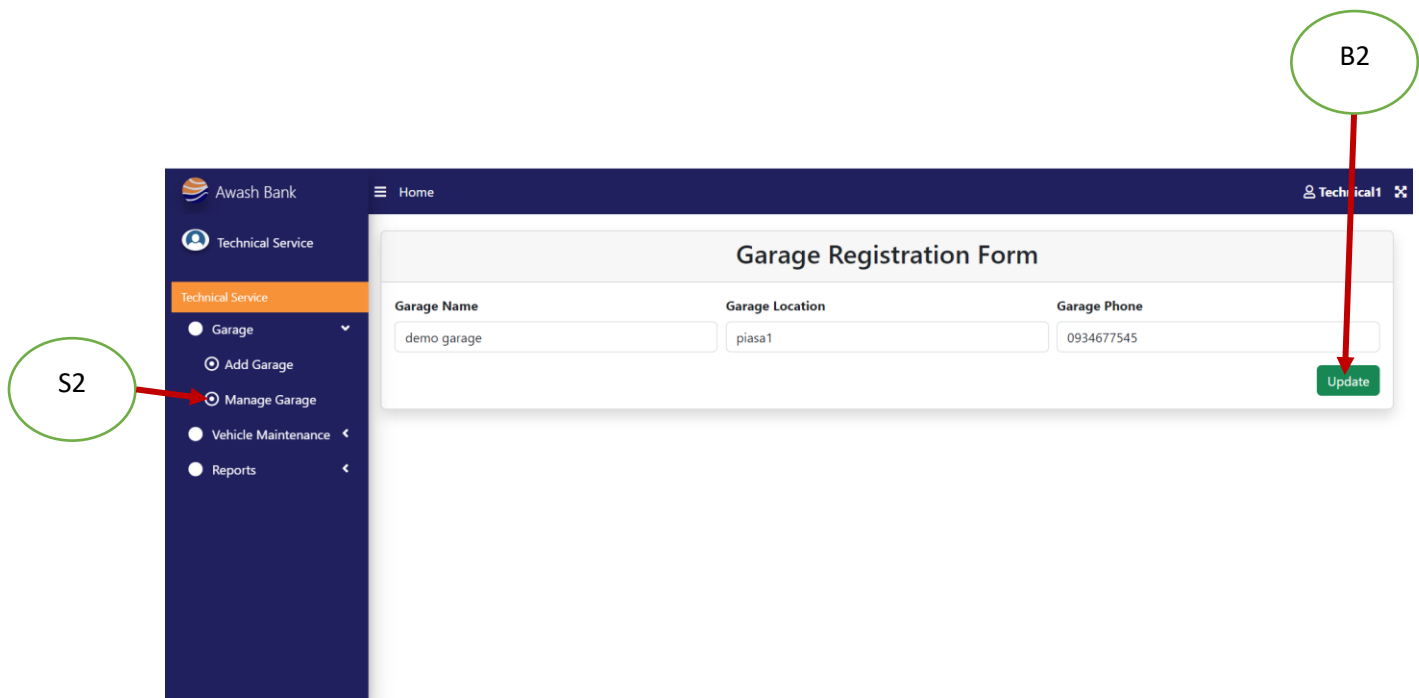 B2
Awash Bank
Home
Technical1
Technical Service
Garage Registration Form
Technical Service
Garage Name
Garage Location
Garage Phone
Garage
demo garage
piasa1
0934677545
Add Garage
S2
Update
Manage Garage
Vehicle Maintenance
Reports